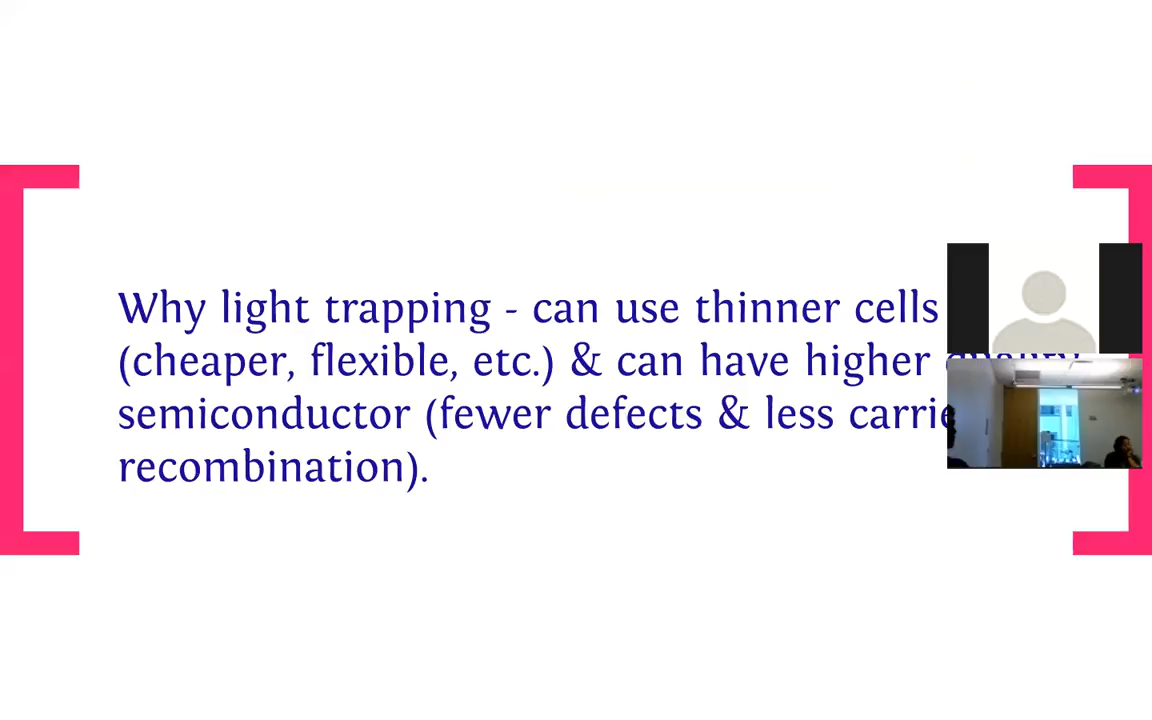 Why light trapping - can use thinner cells
(cheaper, flexible, etc.) & can have higher quality
semiconductor (fewer defects & less carrie
recombination).